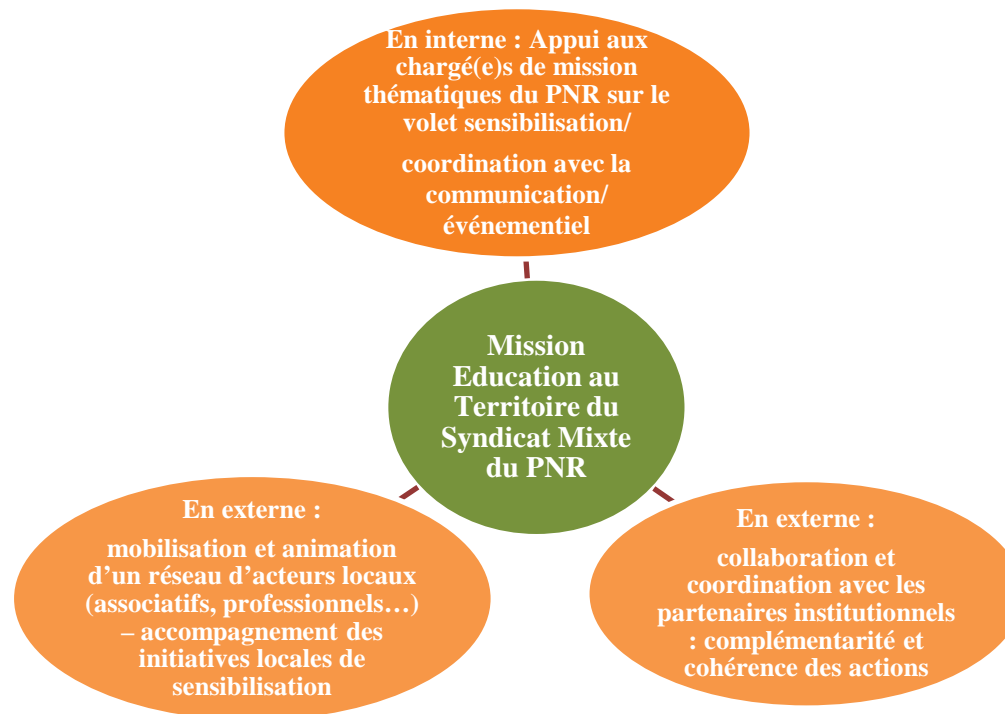 En interne : Appui aux
chargé(e)s de mission
thématiques du PNR sur le
volet sensibilisation/
coordination avec la
communication/
événementiel
Mission
Education au
Territoire du
Syndicat Mixte
du PNR
En externe :
mobilisation et animation
d’un réseau d’acteurs locaux
(associatifs, professionnels…)
– accompagnement des
initiatives locales de
sensibilisation
En externe :
collaboration et
coordination avec les
partenaires institutionnels
: complémentarité et
cohérence des actions